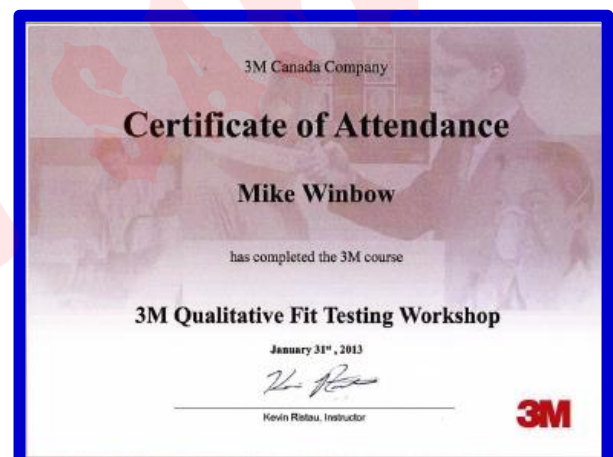 3M Canada Company
Certificate of Attendance
Mike Winbow
has completed the 3M course
3M Qualitative Fit Testing Workshop
January 31st, 2013
Kevin Ristau, Instructor
3M